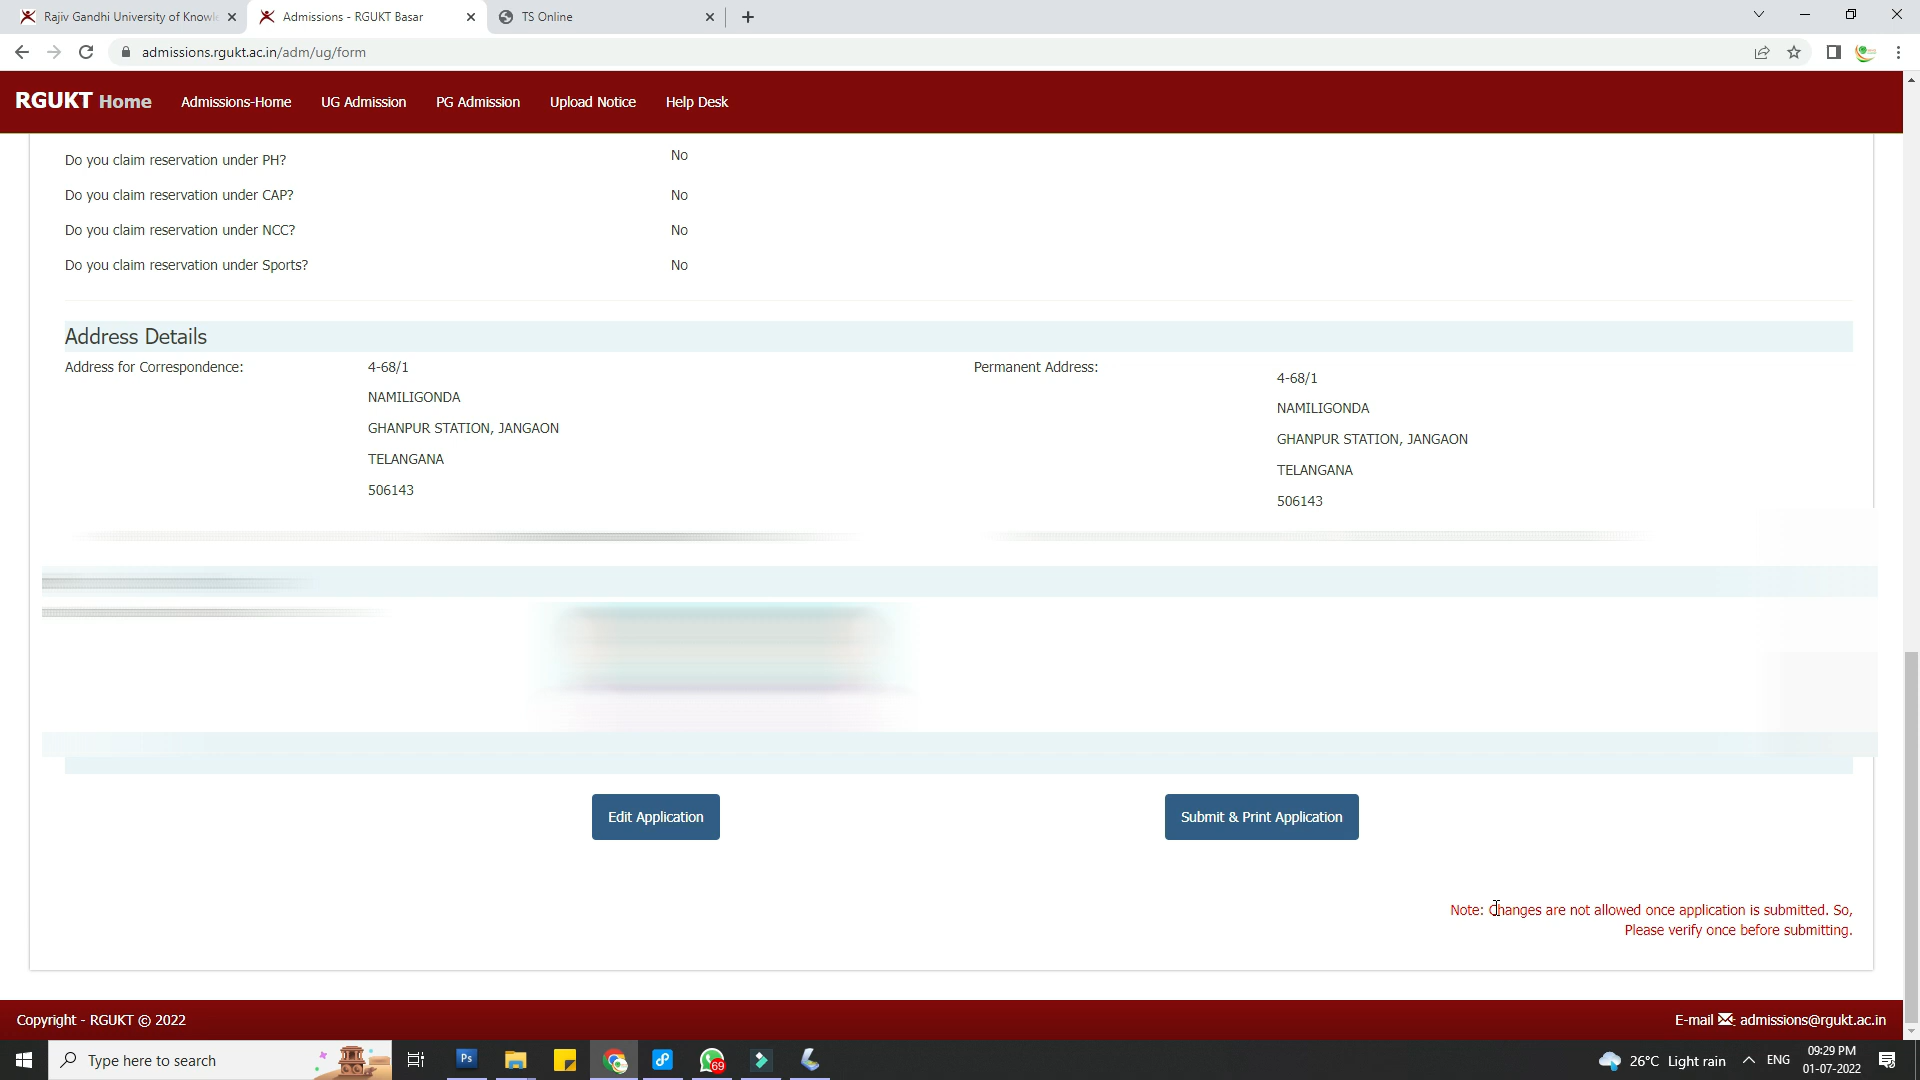 Rajiv Gandhi University of Knowl
Admissions - RGUKT Basar
TS Online
admissions.rgukt.ac.in/adm/ug/form
RGUKT Home Admissions-Home UG Admission PG Admission Upload Notice Help Desk
Do you claim reservation under PH? No
Do you claim reservation under CAP? No
Do you claim reservation under NCC? No
Do you claim reservation under Sports? No
Address Details
Address for Correspondence: 4-68/1
NAMILIGONDA
GHANPUR STATION, JANGAON
TELANGANA
506143
Permanent Address: 4-68/1
NAMILIGONDA
GHANPUR STATION, JANGAON
TELANGANA
506143
Edit Application
Submit & Print Application
Note: Changes are not allowed once application is submitted. So,
Please verify once before submitting.
Copyright - RGUKT © 2022
E-mail : admissions@rgukt.ac.in
Type here to search
Ps
69
26°C Light rain
ENG
09:29 PM
01-07-2022